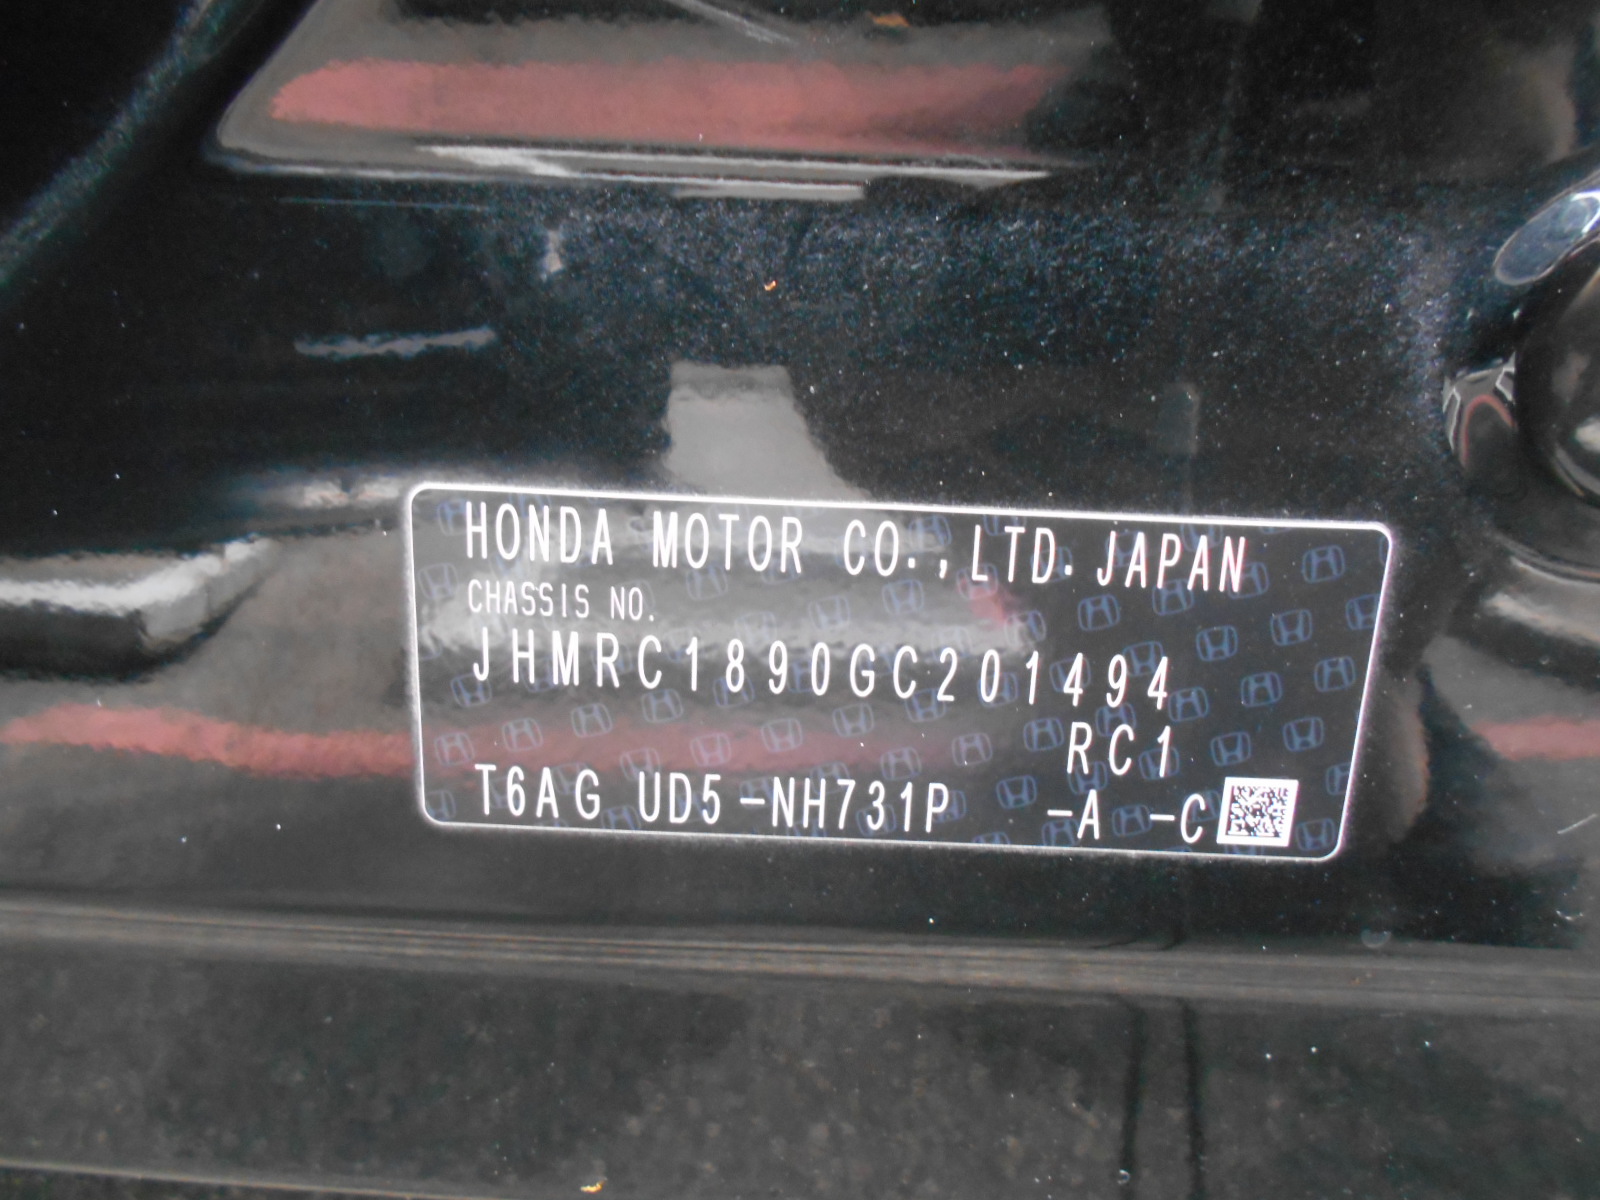 HONDA MOTOR CO.,LTD. JAPAN
CHASSIS NO.
JHMRC1890GC201494
RC1
T6AG UD5-NH731P -A -C